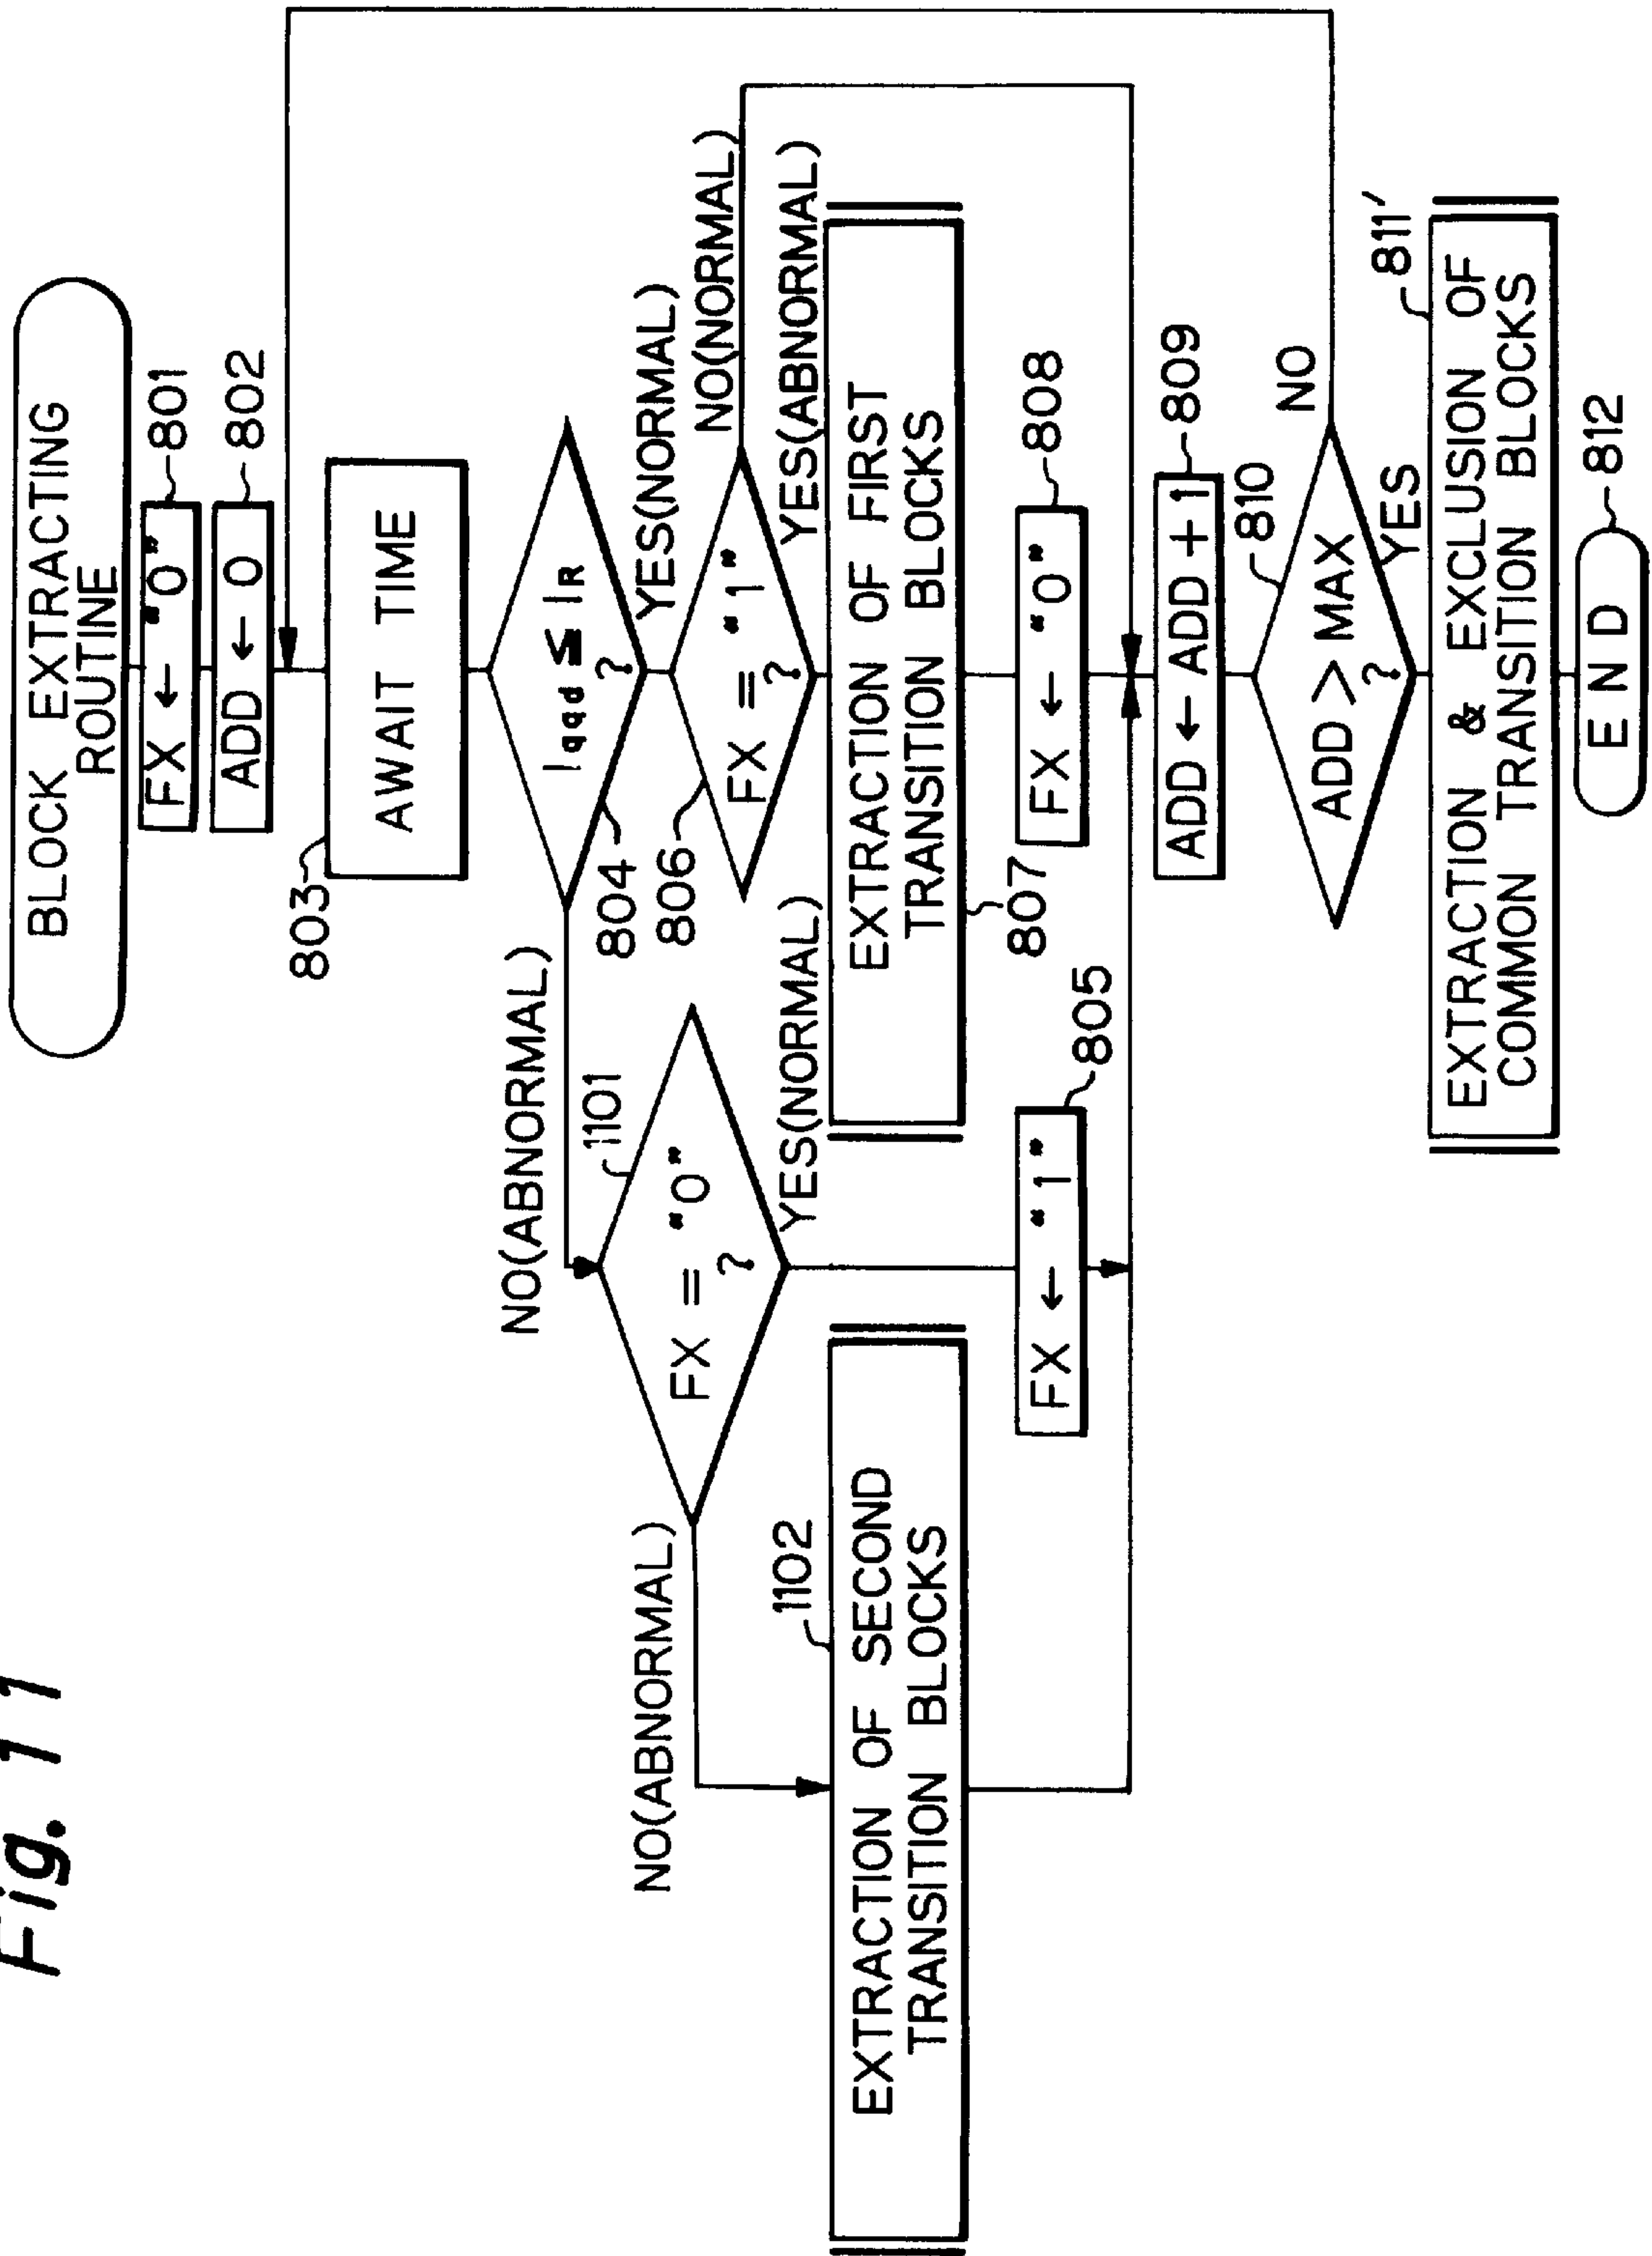 Fig. 11
BLOCK EXTRACTING
ROUTINE
FX ← “0”
801
ADD ← 0
802
803
AWAIT TIME
Iqqd ≦ IR
?
804
NO(ABNORMAL)
YES(NORMAL)
1101
FX = “0”
?
NO(ABNORMAL)
YES(NORMAL)
806
FX = “1”
?
NO(NORMAL)
YES(ABNORMAL)
1102
EXTRACTION OF SECOND
TRANSITION BLOCKS
EXTRACTION OF FIRST
TRANSITION BLOCKS
807
FX ← “1”
805
FX ← “0”
808
ADD ← ADD + 1
809
810
ADD > MAX
?
NO
YES
811′
EXTRACTION & EXCLUSION OF
COMMON TRANSITION BLOCKS
END
812